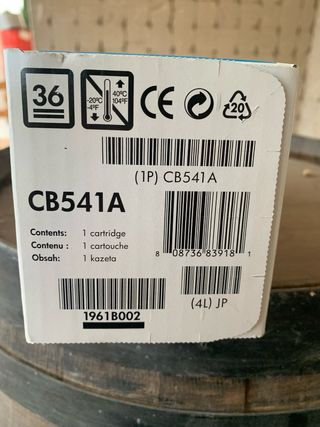 36
-20°C
-4°F
40°C
104°F
CE
20
(1P) CB541A
CB541A
Contents: 1 cartridge
Contenu : 1 cartouche
Obsah: 1 kazeta
8 08736 83918 1
(4L) JP
1961B002